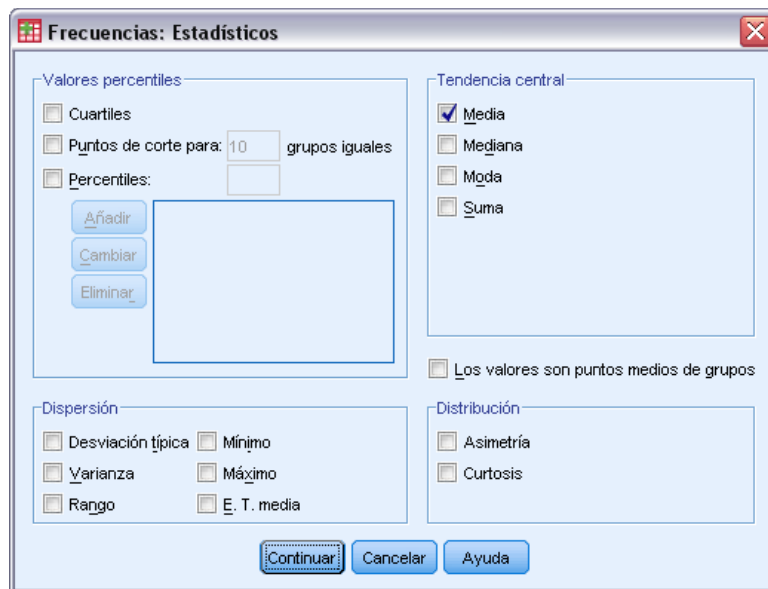 Frecuencias: Estadísticos
Valores percentiles
Cuartiles
Puntos de corte para: 10 grupos iguales
Percentiles:
Añadir
Cambiar
Eliminar
Tendencia central
Media
Mediana
Moda
Suma
Los valores son puntos medios de grupos
Dispersión
Desviación típica
Mínimo
Varianza
Máximo
Rango
E. T. media
Distribución
Asimetría
Curtosis
Continuar
Cancelar
Ayuda